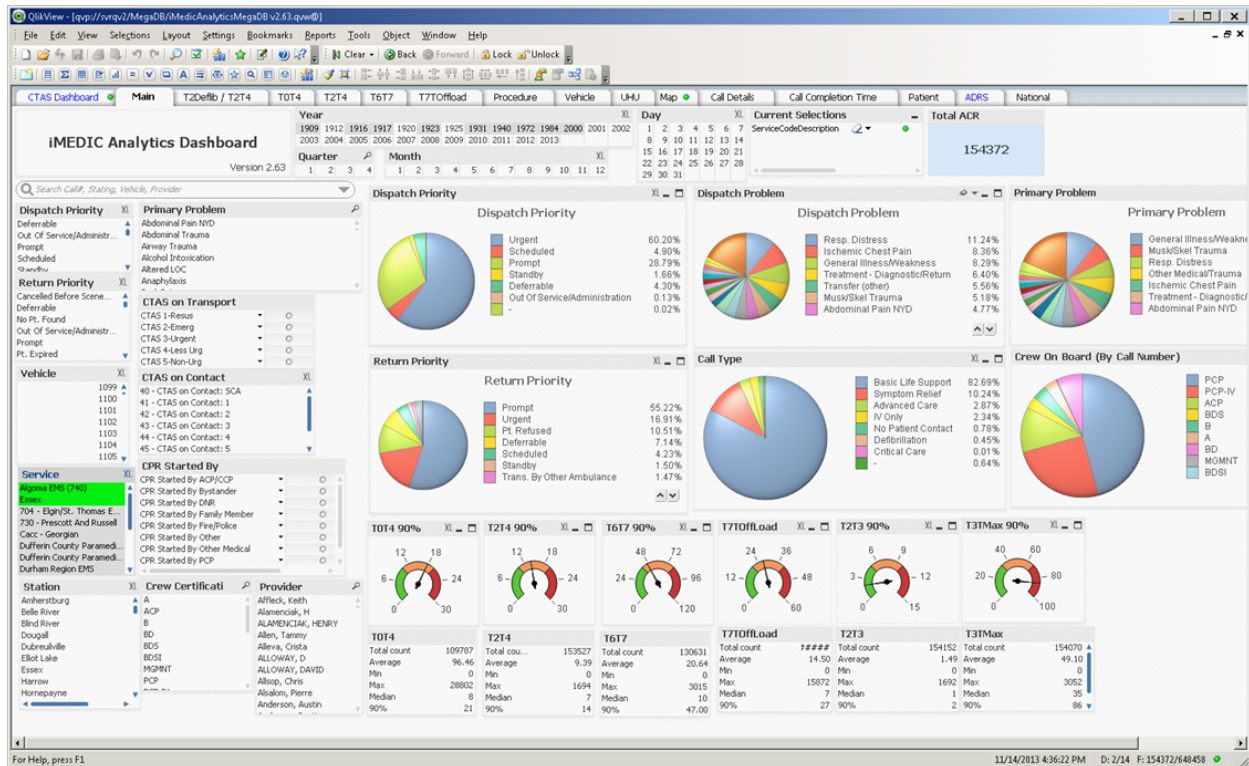 QlikView - [qvp://svrqv2/MegaDB/iMedicAnalyticsMegaDB v2.63.qvw@]
File Edit View Selections Layout Settings Bookmarks Reports Tools Object Window Help
Clear Back Forward Lock Unlock
CTAS Dashboard Main T2Defib / T2T4 T0T4 T2T4 T6T7 T7TOffload Procedure Vehicle UHU Map Call Details Call Completion Time Patient ADRS National
iMEDIC Analytics Dashboard
Version 2.63
Year
1909 1912 1916 1917 1920 1923 1925 1931 1940 1972 1984 2000 2001 2002
2003 2004 2005 2006 2007 2008 2009 2010 2011 2012 2013
Quarter
1 2 3 4
Month
1 2 3 4 5 6 7 8 9 10 11 12
Day
1 2 3 4 5 6 7
8 9 10 11 12 13 14
15 16 17 18 19 20 21
22 23 24 25 26 27 28
29 30 31
Current Selections
ServiceCodeDescription
Total ACR
154372
Search Call#, Stating, Vehicle, Provider
Dispatch Priority
Deferrable
Out Of Service/Administr...
Prompt
Scheduled
Standby
Return Priority
Cancelled Before Scene...
Deferrable
No Pt. Found
Out Of Service/Administr...
Prompt
Pt. Expired
Vehicle
1099
1100
1101
1102
1103
1104
1105
Service
Algoma EMS (740)
Essex
704 - Elgin/St. Thomas E...
730 - Prescott And Russell
Cacc - Georgian
Dufferin County Paramedi...
Dufferin County Paramedi...
Durham Region EMS
Station
Amherstburg
Belle River
Blind River
Dougall
Dubreuilville
Elliot Lake
Essex
Harrow
Hornepayne
Primary Problem
Abdominal Pain NYD
Abdominal Trauma
Airway Trauma
Alcohol Intoxication
Altered LOC
Anaphylaxis
CTAS on Transport
CTAS 1-Resus
CTAS 2-Emerg
CTAS 3-Urgent
CTAS 4-Less Urg
CTAS 5-Non-Urg
CTAS on Contact
40 - CTAS on Contact: SCA
41 - CTAS on Contact: 1
42 - CTAS on Contact: 2
43 - CTAS on Contact: 3
44 - CTAS on Contact: 4
45 - CTAS on Contact: 5
CPR Started By
CPR Started By ACP/CCP
CPR Started By Bystander
CPR Started By DNR
CPR Started By Family Member
CPR Started By Fire/Police
CPR Started By Other
CPR Started By Other Medical
CPR Started By PCP
Crew Certificati
A
ACP
B
BD
BDS
BDSI
MGMNT
PCP
Provider
Affleck, Keith
Alamenciak, H
ALAMENCIAK, HENRY
Allen, Tammy
Alleva, Crista
ALLOWAY, D
ALLOWAY, DAVID
Allsop, Chris
Alsalom, Pierre
Anderson, Austin
Dispatch Priority
Dispatch Priority
Urgent 60.20%
Scheduled 4.90%
Prompt 28.79%
Standby 1.66%
Deferrable 4.30%
Out Of Service/Administration 0.13%
- 0.02%
Dispatch Problem
Dispatch Problem
Resp. Distress 11.24%
Ischemic Chest Pain 8.36%
General Illness/Weakness 8.29%
Treatment - Diagnostic/Return 6.40%
Transfer (other) 5.56%
Musk/Skel Trauma 5.18%
Abdominal Pain NYD 4.77%
Primary Problem
Primary Problem
General Illness/Weakne
Musk/Skel Trauma
Resp. Distress
Other Medical/Trauma
Ischemic Chest Pain
Treatment - Diagnostic/
Abdominal Pain NYD
Return Priority
Return Priority
Prompt 55.22%
Urgent 16.91%
Pt. Refused 10.51%
Deferrable 7.14%
Scheduled 4.23%
Standby 1.50%
Trans. By Other Ambulance 1.47%
Call Type
Basic Life Support 82.69%
Symptom Relief 10.24%
Advanced Care 2.87%
IV Only 2.34%
No Patient Contact 0.78%
Defibrillation 0.45%
Critical Care 0.01%
- 0.64%
Crew On Board (By Call Number)
PCP
PCP-IV
ACP
BDS
B
A
BD
MGMNT
BDSI
T0T4 90%
0 6 12 18 24 30
T2T4 90%
0 6 12 18 24 30
T6T7 90%
0 24 48 72 96 120
T7TOffLoad
0 12 24 36 48 60
T2T3 90%
0 3 6 9 12 15
T3TMax 90%
0 20 40 60 80 100
T0T4
Total count 109787
Average 96.46
Min 0
Max 28802
Median 8
90% 21
T2T4
Total cou... 153527
Average 9.39
Min 0
Max 1694
Median 7
90% 14
T6T7
Total count 130631
Average 20.64
Min 0
Max 3015
Median 10
90% 47.00
T7TOffLoad
Total count #####
Average 14.50
Min 0
Max 15872
Median 7
90% 27
T2T3
Total count 154152
Average 1.49
Min 0
Max 1692
Median 1
90% 2
T3TMax
Total count 154070
Average 49.10
Min 0
Max 3052
Median 35
90% 86
For Help, press F1
11/14/2013 4:36:22 PM D: 2/14 F: 154372/648458